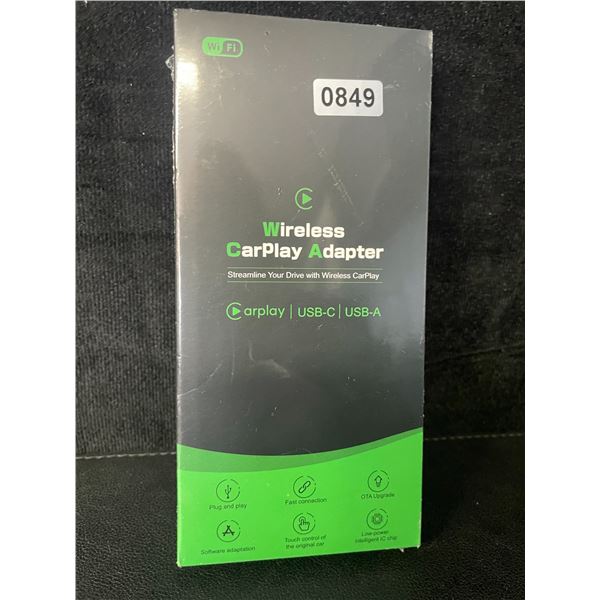 WiFi
0849
Wireless
CarPlay Adapter
Streamline Your Drive with Wireless CarPlay
Carplay | USB-C | USB-A
Plug and play
Fast connection
OTA Upgrade
Software adaptation
Touch control of
the original car
Low-power
intelligent IC chip